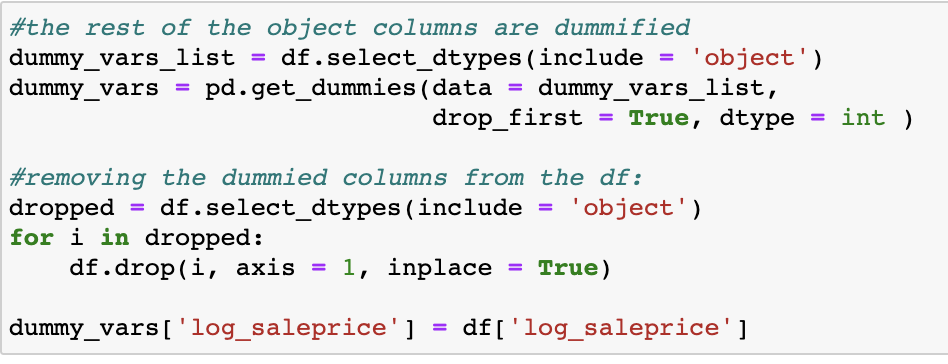 #the rest of the object columns are dummified
dummy_vars_list = df.select_dtypes(include = 'object')
dummy_vars = pd.get_dummies(data = dummy_vars_list,
                            drop_first = True, dtype = int )

#removing the dummied columns from the df:
dropped = df.select_dtypes(include = 'object')
for i in dropped:
    df.drop(i, axis = 1, inplace = True)

dummy_vars['log_saleprice'] = df['log_saleprice']